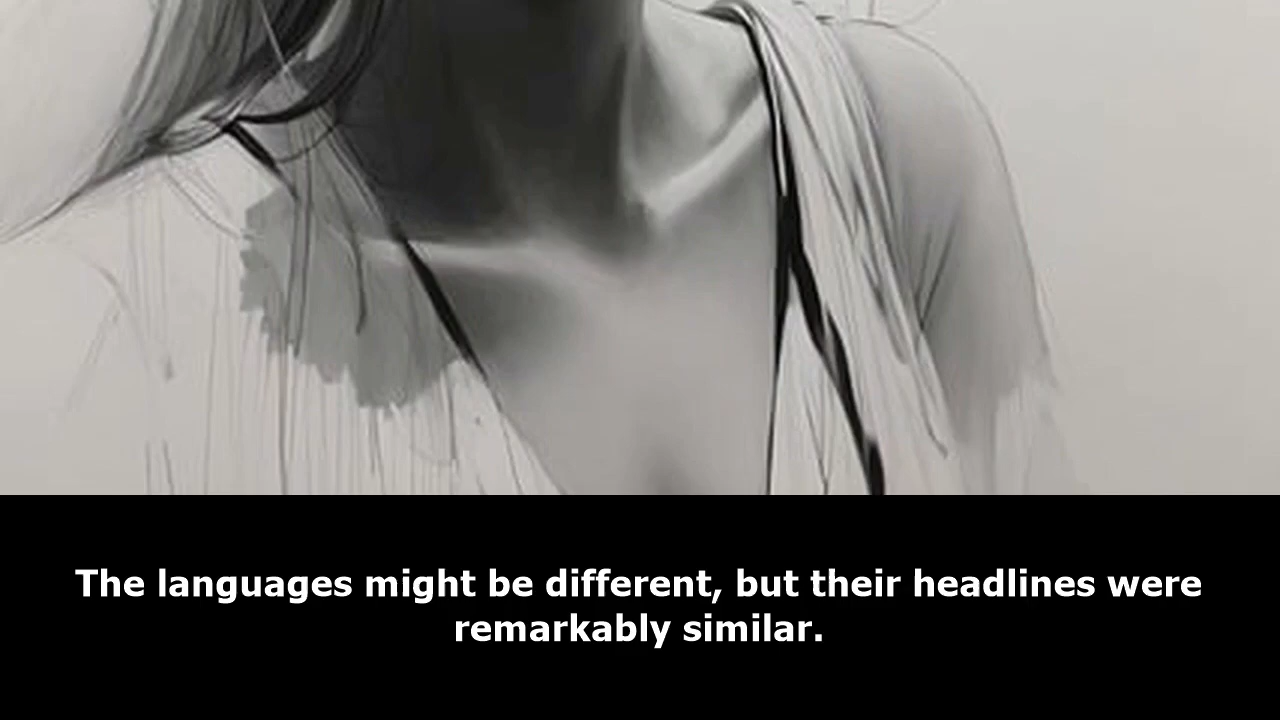 The languages might be different, but their headlines were
remarkably similar.